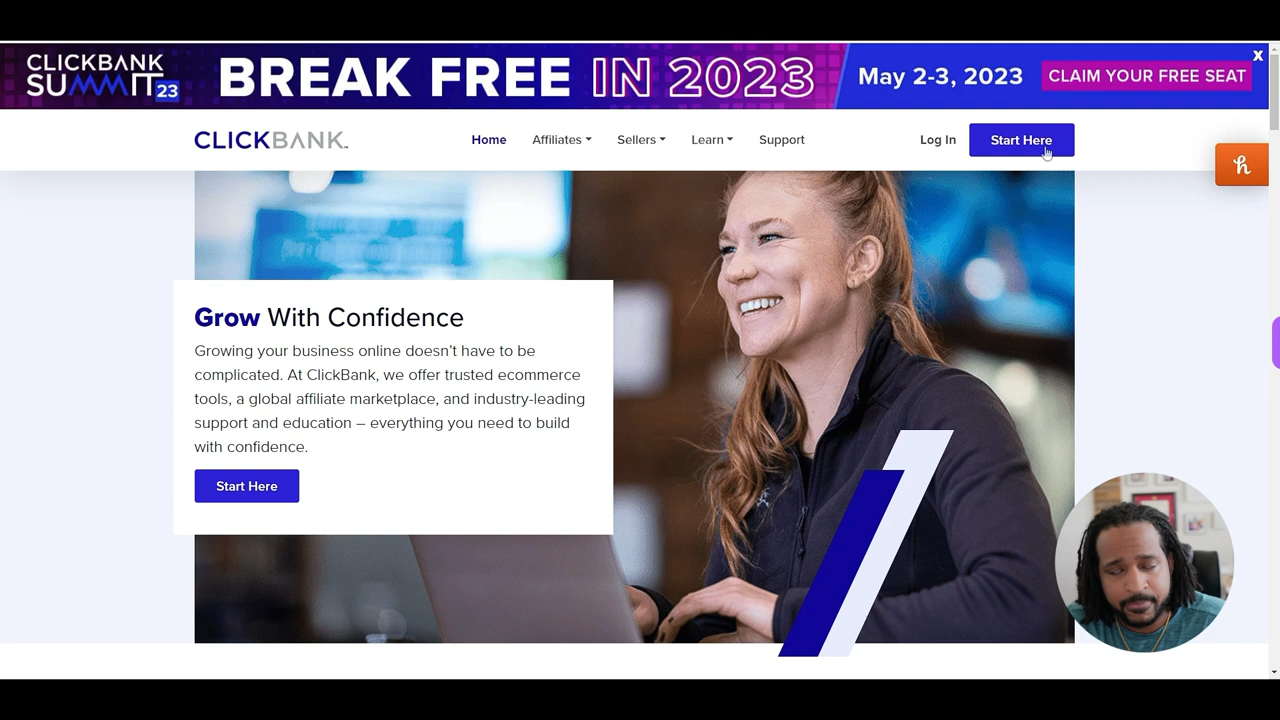 CLICKBANK
SUMMIT 23
BREAK FREE IN 2023
May 2-3, 2023
CLAIM YOUR FREE SEAT
X
CLICKBANK
Home
Affiliates
Sellers
Learn
Support
Log In
Start Here
h
Grow With Confidence
Growing your business online doesn't have to be
complicated. At ClickBank, we offer trusted ecommerce
tools, a global affiliate marketplace, and industry-leading
support and education – everything you need to build
with confidence.
Start Here